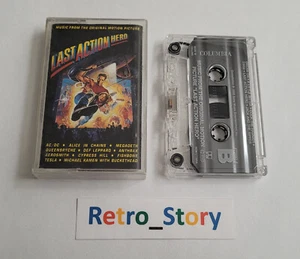 MUSIC FROM THE ORIGINAL MOTION PICTURE
LAST ACTION HERO
AC/DC • ALICE IN CHAINS • MEGADETH
QUEENSRYCHE • DEF LEPPARD • ANTHRAX
AEROSMITH • CYPRESS HILL • FISHBONE
TESLA • MICHAEL KAMEN WITH BUCKETHEAD
COLUMBIA
B
Retro_Story